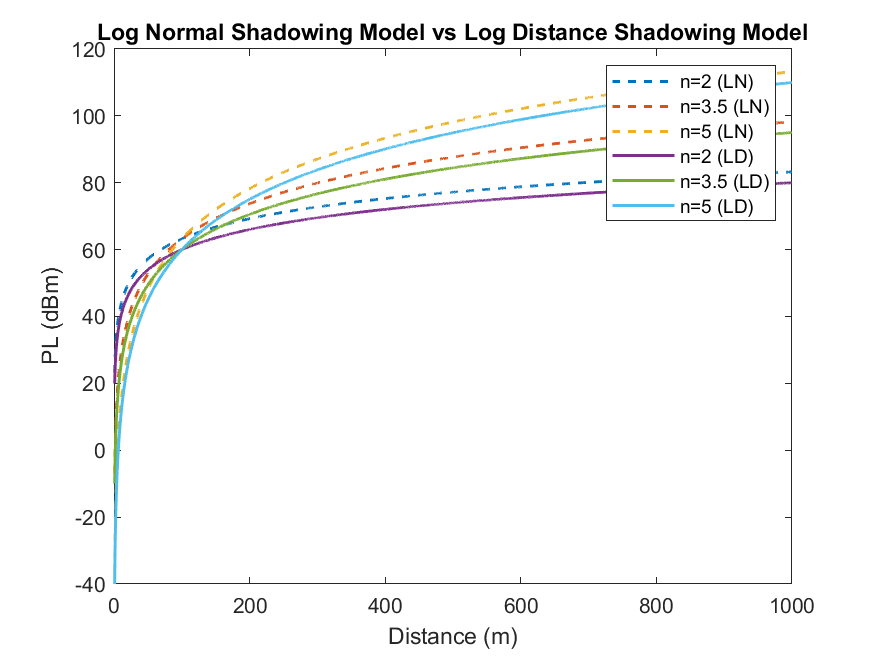 Log Normal Shadowing Model vs Log Distance Shadowing Model
120
100
80
60
40
20
0
-20
-40
PL (dBm)
n=2 (LN)
n=3.5 (LN)
n=5 (LN)
n=2 (LD)
n=3.5 (LD)
n=5 (LD)
0 200 400 600 800 1000
Distance (m)